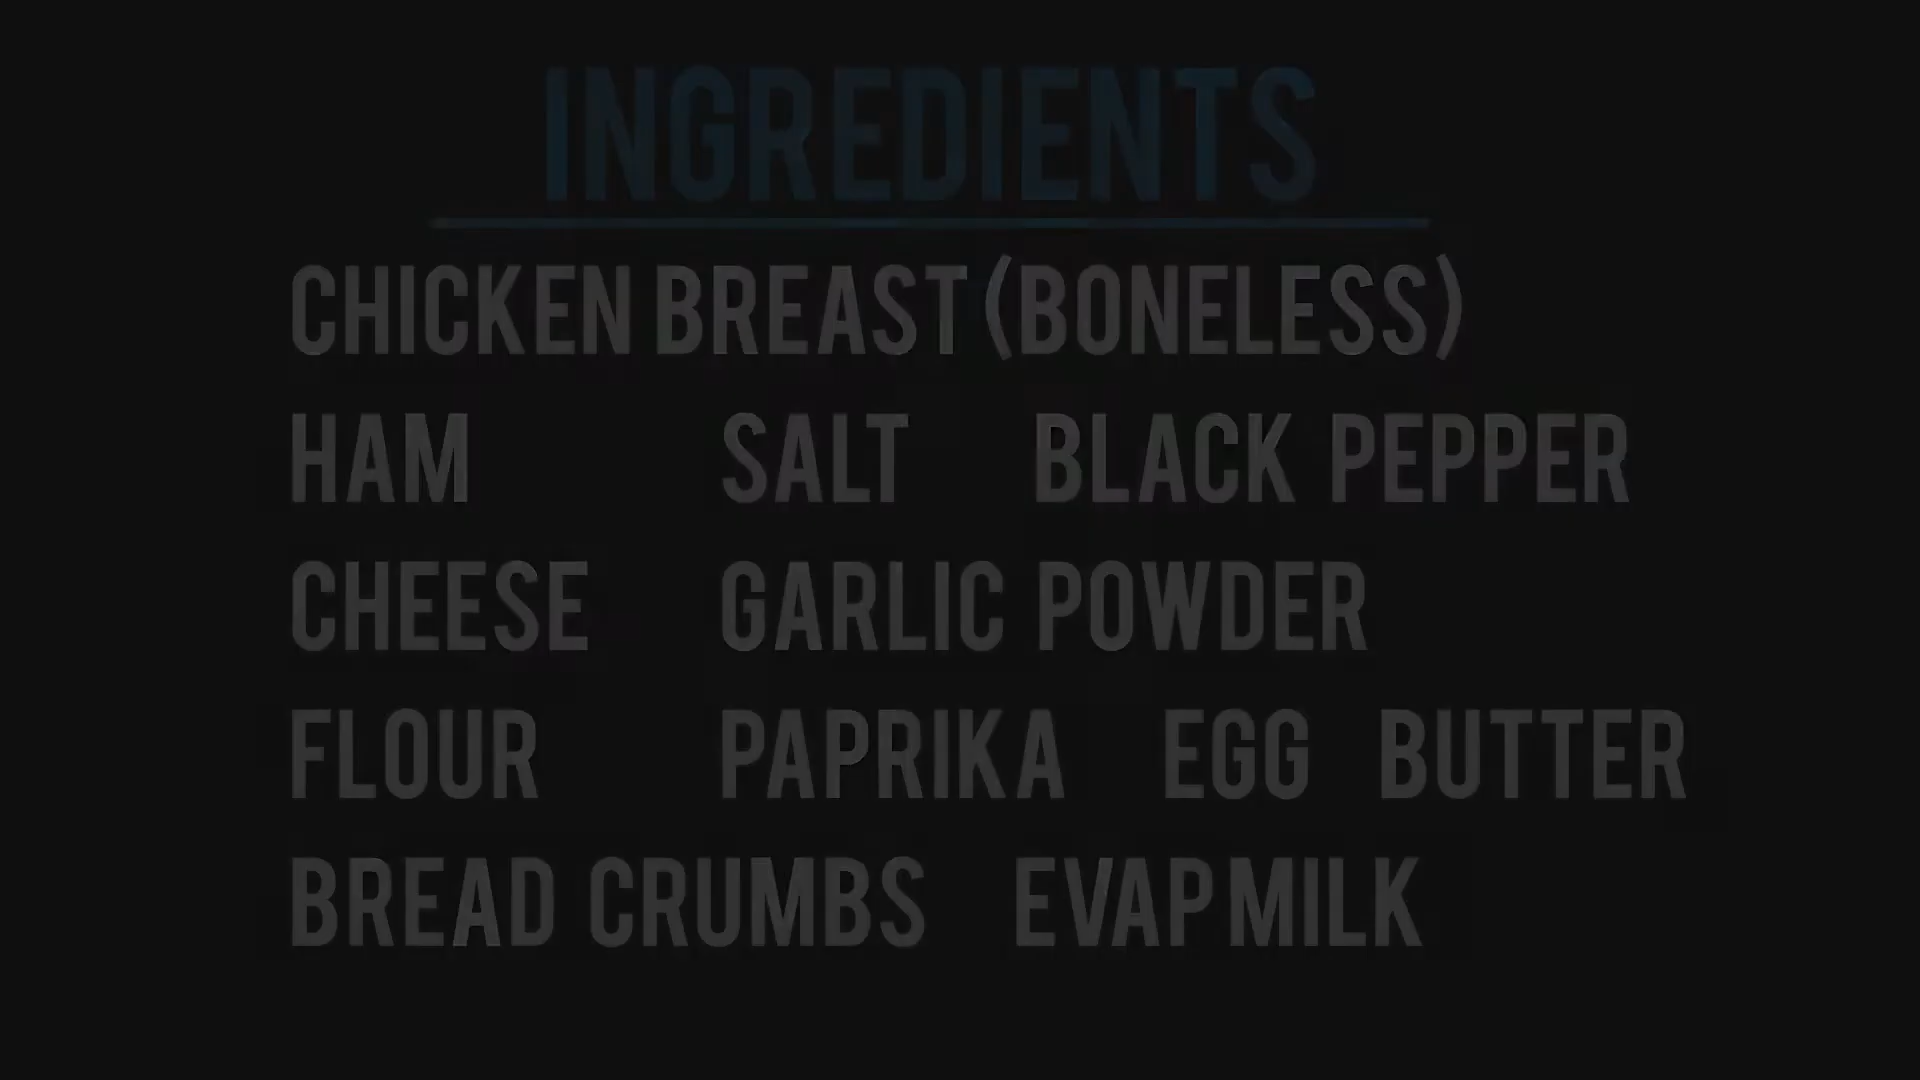 INGREDIENTS
CHICKEN BREAST (BONELESS)
HAM SALT BLACK PEPPER
CHEESE GARLIC POWDER
FLOUR PAPRIKA EGG BUTTER
BREAD CRUMBS EVAP MILK